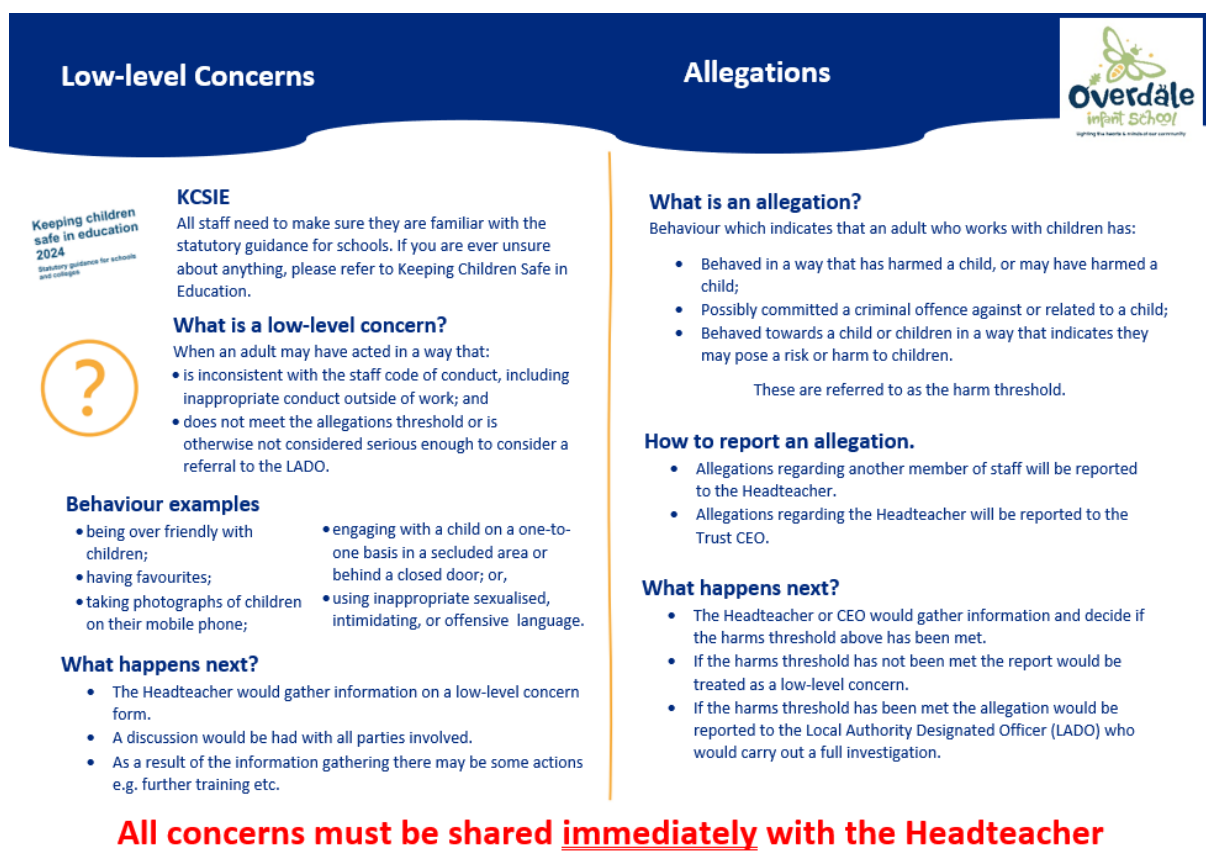 Low-level Concerns
Allegations
Overdale
infant school
Lighting the hearts & minds of our community
Keeping children
safe in education
2024
Statutory guidance for schools
and colleges
KCSIE
All staff need to make sure they are familiar with the
statutory guidance for schools. If you are ever unsure
about anything, please refer to Keeping Children Safe in
Education.
What is a low-level concern?
?
When an adult may have acted in a way that:
• is inconsistent with the staff code of conduct, including
inappropriate conduct outside of work; and
• does not meet the allegations threshold or is
otherwise not considered serious enough to consider a
referral to the LADO.
Behaviour examples
• being over friendly with
children;
• having favourites;
• taking photographs of children
on their mobile phone;
• engaging with a child on a one-to-
one basis in a secluded area or
behind a closed door; or,
• using inappropriate sexualised,
intimidating, or offensive language.
What happens next?
• The Headteacher would gather information on a low-level concern
form.
• A discussion would be had with all parties involved.
• As a result of the information gathering there may be some actions
e.g. further training etc.
What is an allegation?
Behaviour which indicates that an adult who works with children has:
• Behaved in a way that has harmed a child, or may have harmed a
child;
• Possibly committed a criminal offence against or related to a child;
• Behaved towards a child or children in a way that indicates they
may pose a risk or harm to children.
These are referred to as the harm threshold.
How to report an allegation.
• Allegations regarding another member of staff will be reported
to the Headteacher.
• Allegations regarding the Headteacher will be reported to the
Trust CEO.
What happens next?
• The Headteacher or CEO would gather information and decide if
the harms threshold above has been met.
• If the harms threshold has not been met the report would be
treated as a low-level concern.
• If the harms threshold has been met the allegation would be
reported to the Local Authority Designated Officer (LADO) who
would carry out a full investigation.
All concerns must be shared immediately with the Headteacher